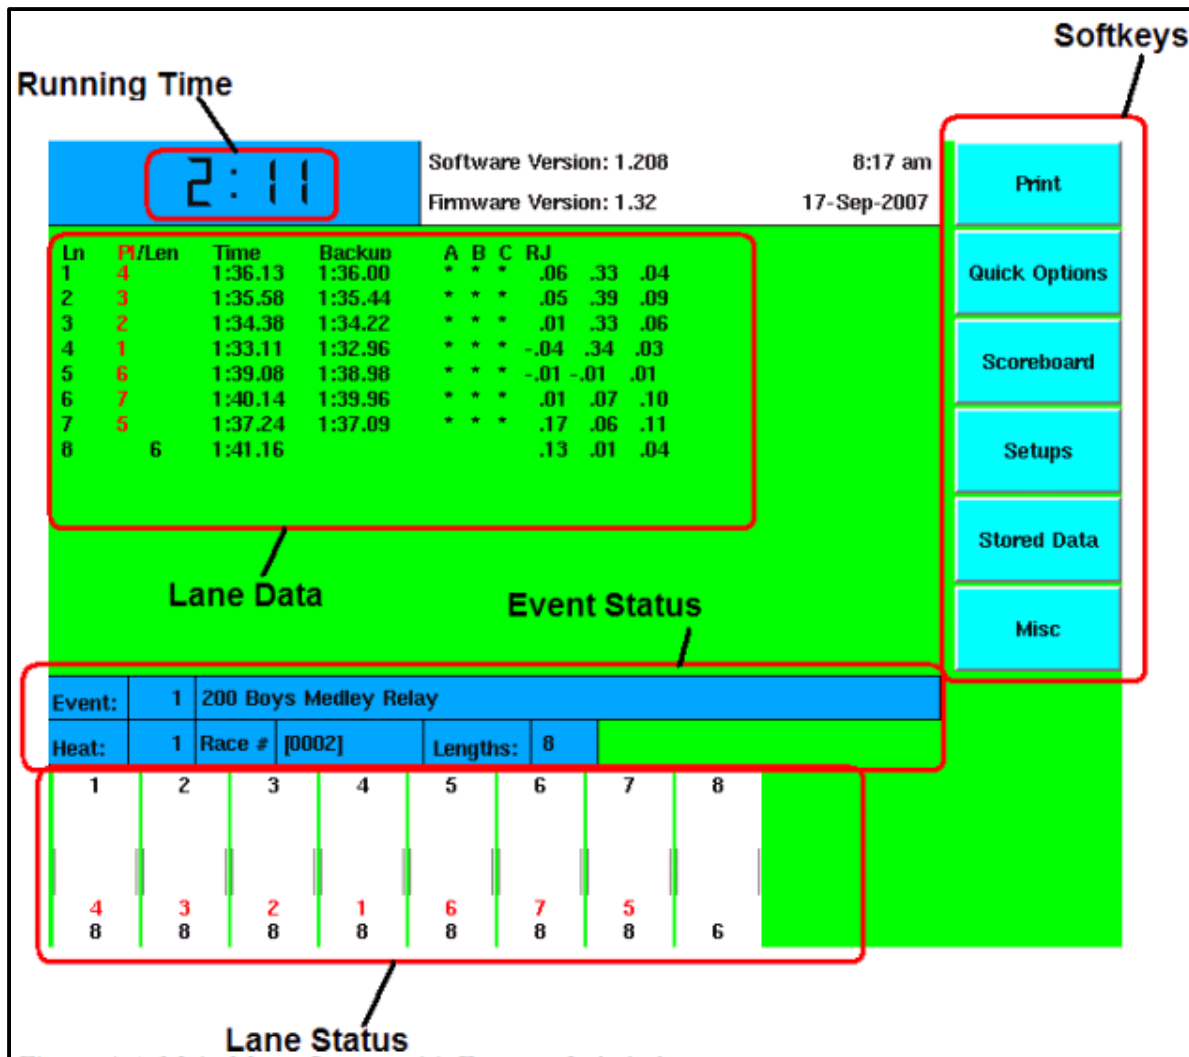 Softkeys
Running Time
2:11
Software Version: 1.208 8:17 am
Firmware Version: 1.32 17-Sep-2007
Print
Quick Options
Scoreboard
Setups
Stored Data
Misc
Ln Pl/Len Time Backup A B C RJ
1 4 1:36.13 1:36.00 * * * .06 .33 .04
2 3 1:35.58 1:35.44 * * * .05 .39 .09
3 2 1:34.38 1:34.22 * * * .01 .33 .06
4 1 1:33.11 1:32.96 * * * -.04 .34 .03
5 6 1:39.08 1:38.98 * * * -.01 -.01 .01
6 7 1:40.14 1:39.96 * * * .01 .07 .10
7 5 1:37.24 1:37.09 * * * .17 .06 .11
8 6 1:41.16 .13 .01 .04
Lane Data
Event Status
Event: 1 200 Boys Medley Relay
Heat: 1 Race # [0002] Lengths: 8
1 2 3 4 5 6 7 8
4 3 2 1 6 7 5
8 8 8 8 8 8 8 6
Lane Status